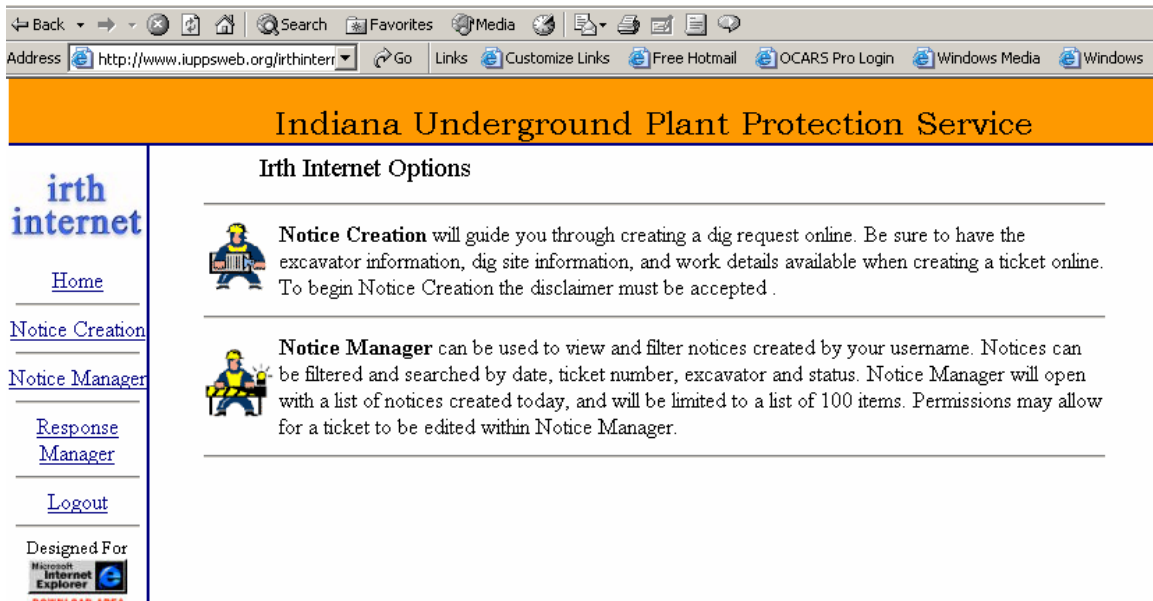 Back Search Favorites Media
Address http://www.iuppsweb.org/irthintern Go Links Customize Links Free Hotmail OCARS Pro Login Windows Media Windows
Indiana Underground Plant Protection Service
irth
internet
Home
Notice Creation
Notice Manager
Response
Manager
Logout
Designed For
Microsoft
Internet
Explorer
DOWNLOAD AREA
Irth Internet Options
Notice Creation will guide you through creating a dig request online. Be sure to have the
excavator information, dig site information, and work details available when creating a ticket online.
To begin Notice Creation the disclaimer must be accepted .
Notice Manager can be used to view and filter notices created by your username. Notices can
be filtered and searched by date, ticket number, excavator and status. Notice Manager will open
with a list of notices created today, and will be limited to a list of 100 items. Permissions may allow
for a ticket to be edited within Notice Manager.